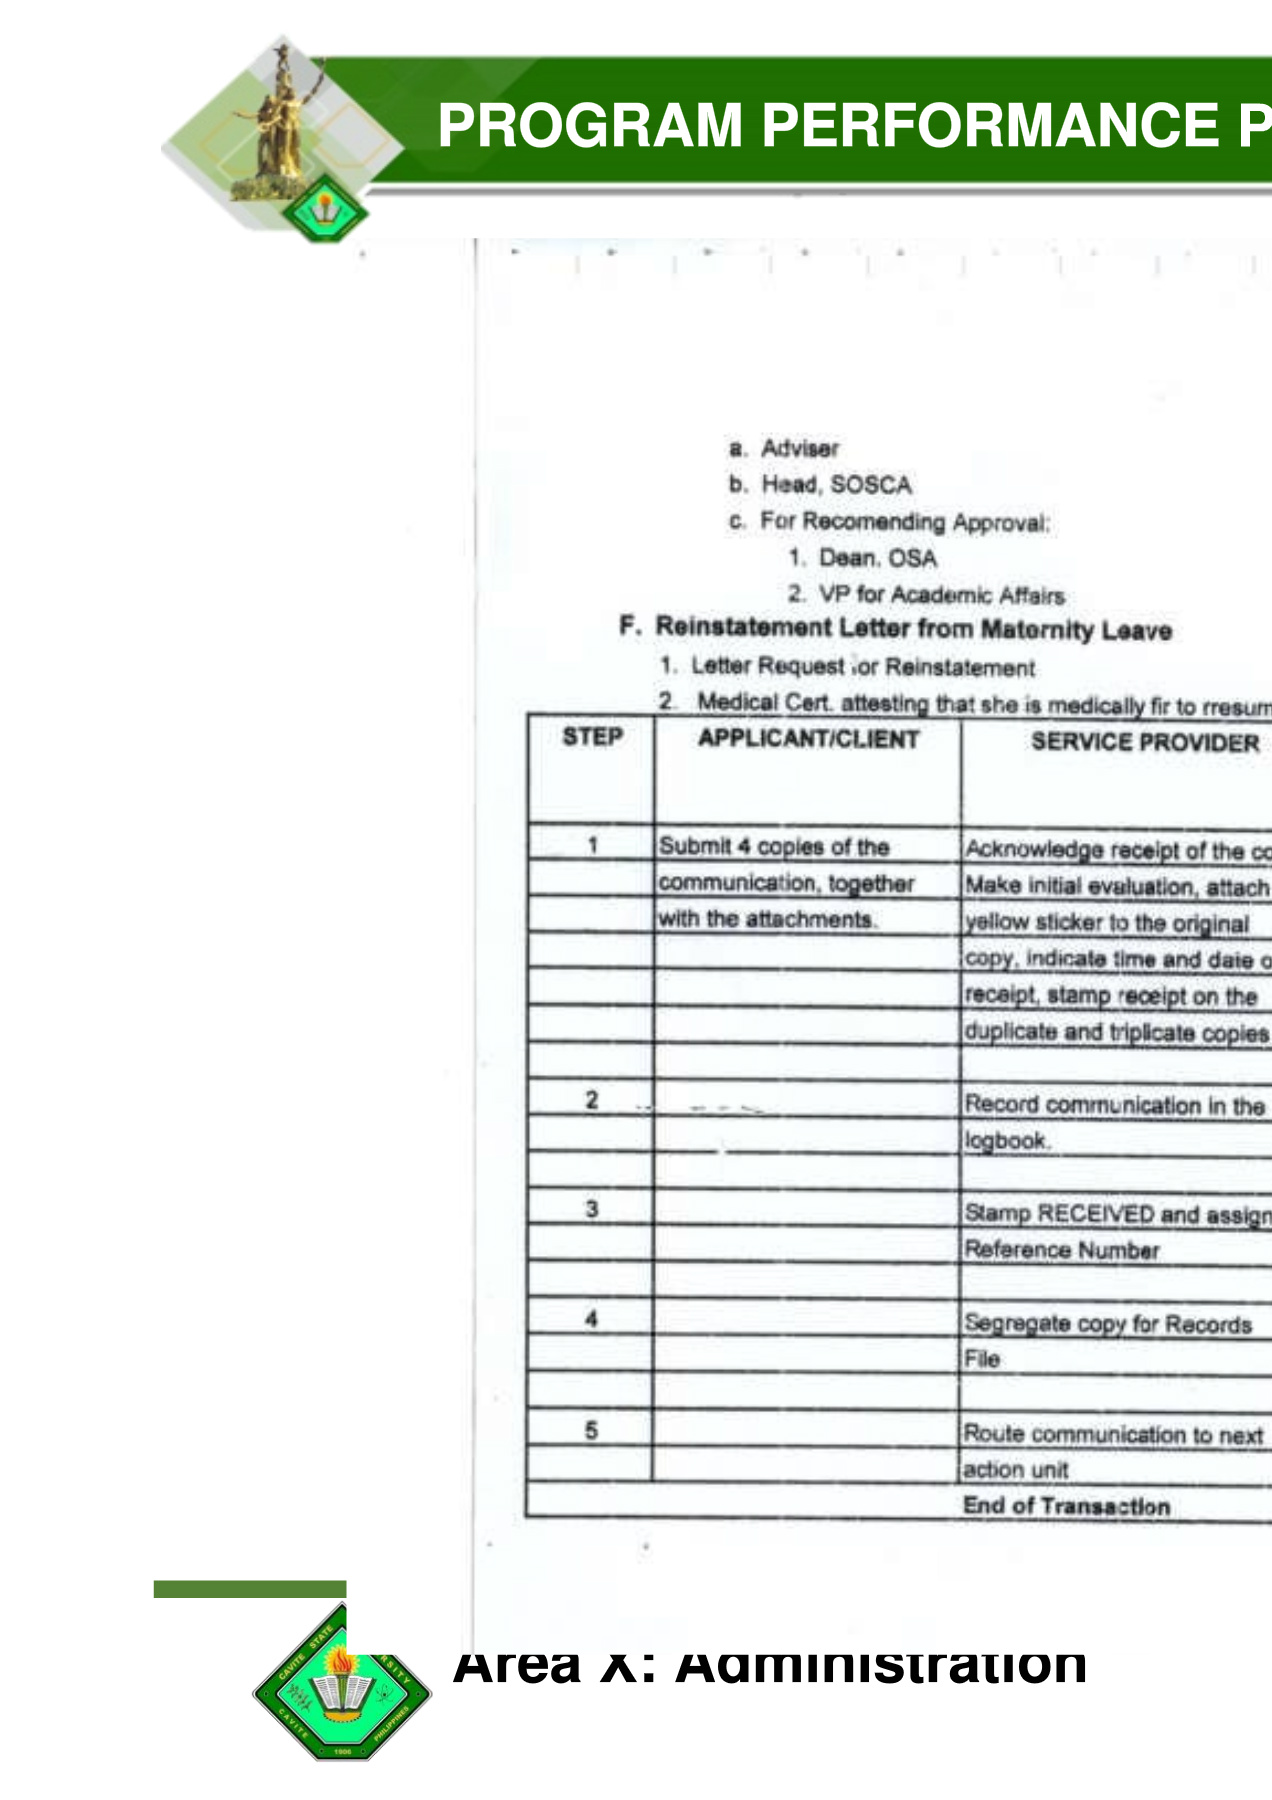 PROGRAM PERFORMANCE P
a. Adviser
b. Head, SOSCA
c. For Recomending Approval:
1. Dean. OSA
2. VP for Academic Affairs
F. Reinstatement Letter from Maternity Leave
1. Letter Request for Reinstatement
2. Medical Cert. attesting that she is medically fir to rresum
STEP APPLICANT/CLIENT SERVICE PROVIDER
1 Submit 4 copies of the Acknowledge receipt of the co
communication, together Make initial evaluation, attach
with the attachments. yellow sticker to the original
copy, indicate time and date o
receipt, stamp receipt on the
duplicate and triplicate copies
2 Record communication in the
logbook.
3 Stamp RECEIVED and assign
Reference Number
4 Segregate copy for Records
File
5 Route communication to next
action unit
End of Transaction
Area X: Administration
CAVITE STATE
RSITY
CAVITE
PHILIPPINES
1906